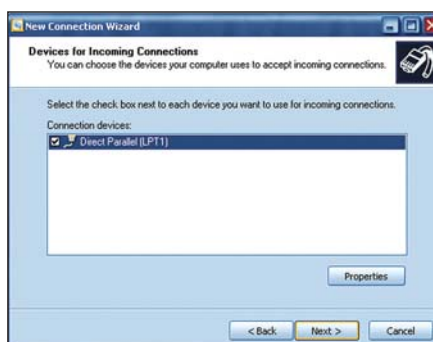 New Connection Wizard
Devices for Incoming Connections
You can choose the devices your computer uses to accept incoming connections.
Select the check box next to each device you want to use for incoming connections.
Connection devices:
Direct Parallel (LPT1)
Properties
< Back Next > Cancel